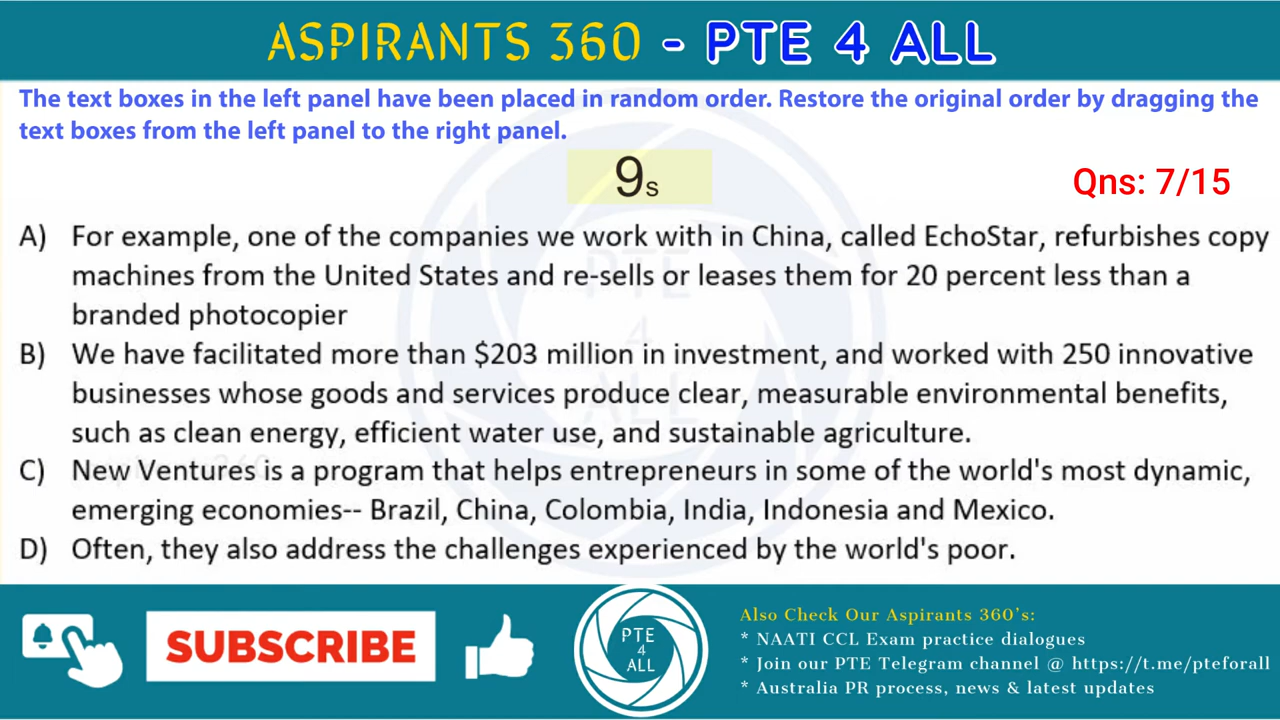 ASPIRANTS 360 - PTE 4 ALL
The text boxes in the left panel have been placed in random order. Restore the original order by dragging the
text boxes from the left panel to the right panel.
9s
Qns: 7/15
A) For example, one of the companies we work with in China, called EchoStar, refurbishes copy
machines from the United States and re-sells or leases them for 20 percent less than a
branded photocopier
B) We have facilitated more than $203 million in investment, and worked with 250 innovative
businesses whose goods and services produce clear, measurable environmental benefits,
such as clean energy, efficient water use, and sustainable agriculture.
C) New Ventures is a program that helps entrepreneurs in some of the world's most dynamic,
emerging economies-- Brazil, China, Colombia, India, Indonesia and Mexico.
D) Often, they also address the challenges experienced by the world's poor.
PTE
4
ALL
SUBSCRIBE
PTE
4
ALL
Also Check Our Aspirants 360's:
* NAATI CCL Exam practice dialogues
* Join our PTE Telegram channel @ https://t.me/pteforall
* Australia PR process, news & latest updates